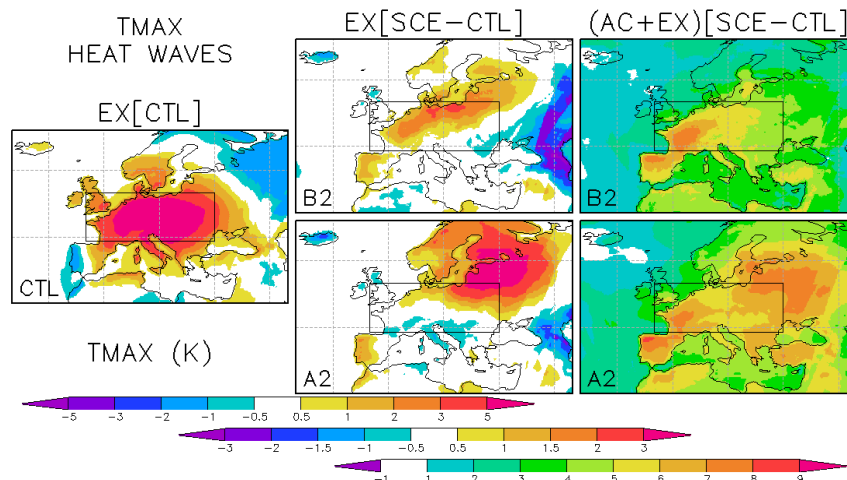 TMAX
HEAT WAVES
EX[CTL]
EX[SCE−CTL]
(AC+EX)[SCE−CTL]
CTL
B2
B2
A2
A2
TMAX (K)
−5 −3 −2 −1 −0.5 0.5 1 2 3 5
−3 −2 −1.5 −1 −0.5 0.5 1 1.5 2 3
−1 1 2 3 4 5 6 7 8 9